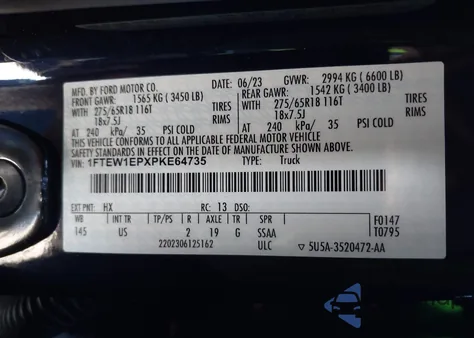 MFD. BY FORD MOTOR CO.
DATE: 06/23 GVWR: 2994 KG ( 6600 LB)
FRONT GAWR: 1565 KG ( 3450 LB) REAR GAWR: 1542 KG ( 3400 LB)
WITH TIRES WITH TIRES
275/65R18 116T RIMS 275/65R18 116T RIMS
18x7.5J 18x7.5J
AT 240 kPa/ 35 PSI COLD AT 240 kPa/ 35 PSI COLD
THIS VEHICLE CONFORMS TO ALL APPLICABLE FEDERAL MOTOR VEHICLE
SAFETY STANDARDS IN EFFECT ON THE DATE OF MANUFACTURE SHOWN ABOVE.
VIN: 1FTEW1EPXPKE64735 TYPE: Truck
EXT PNT: HX RC: 13 DSO: F0147
WB INT TR TP/PS R AXLE TR SPR T0795
145 US 2 19 G SSAA
2202306125162 ULC ▽ 5U5A-3520472-AA